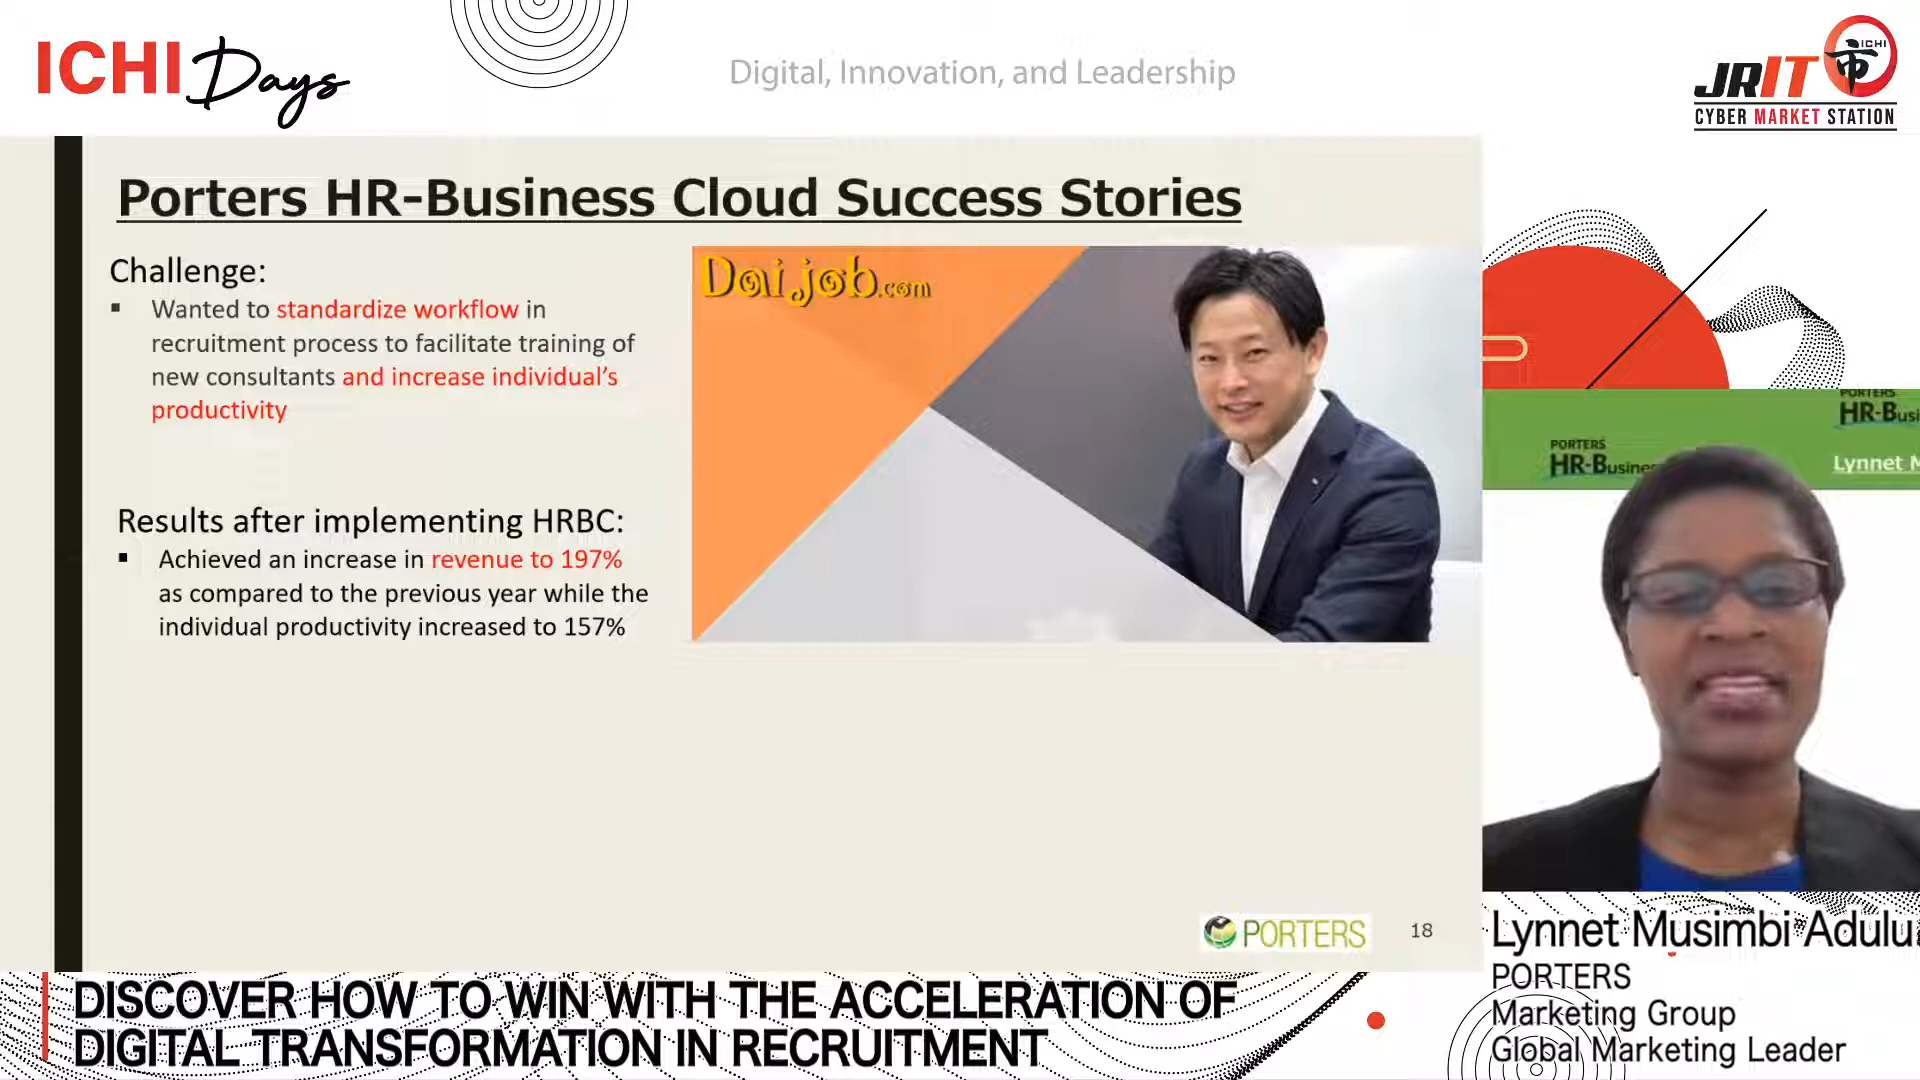 ICHI Days
Digital, Innovation, and Leadership
JRIT ICHI 市
CYBER MARKET STATION
Porters HR-Business Cloud Success Stories
Challenge:
▪ Wanted to standardize workflow in
recruitment process to facilitate training of
new consultants and increase individual’s
productivity
Results after implementing HRBC:
▪ Achieved an increase in revenue to 197%
as compared to the previous year while the
individual productivity increased to 157%
Daijob.com
PORTERS
18
PORTERS
HR-Busi
PORTERS
HR-Busine
Lynnet M
Lynnet Musimbi Adulu
PORTERS
Marketing Group
Global Marketing Leader
DISCOVER HOW TO WIN WITH THE ACCELERATION OF
DIGITAL TRANSFORMATION IN RECRUITMENT